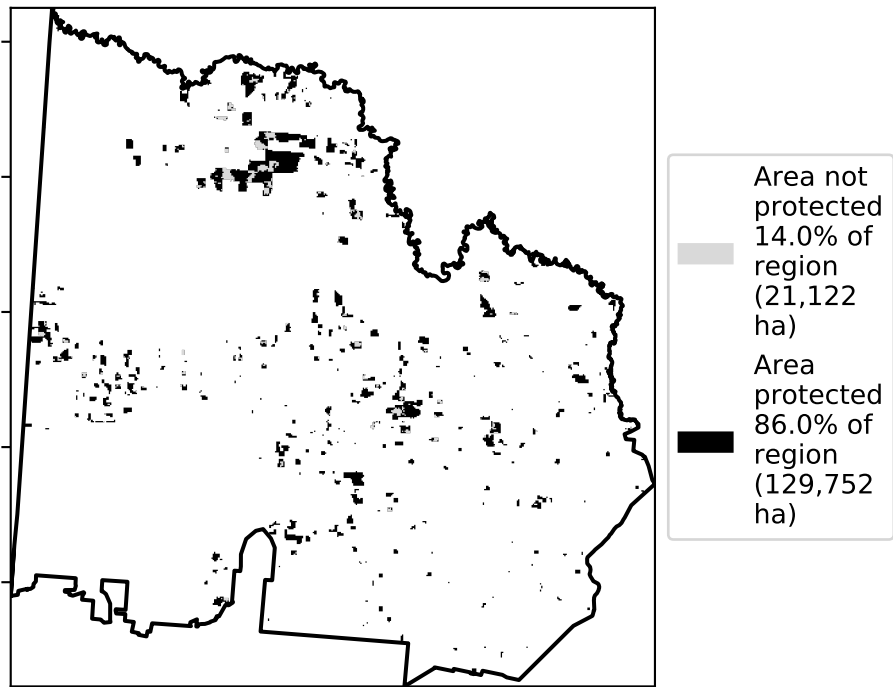 Area not
protected
14.0% of
region
(21,122
ha)
Area
protected
86.0% of
region
(129,752
ha)